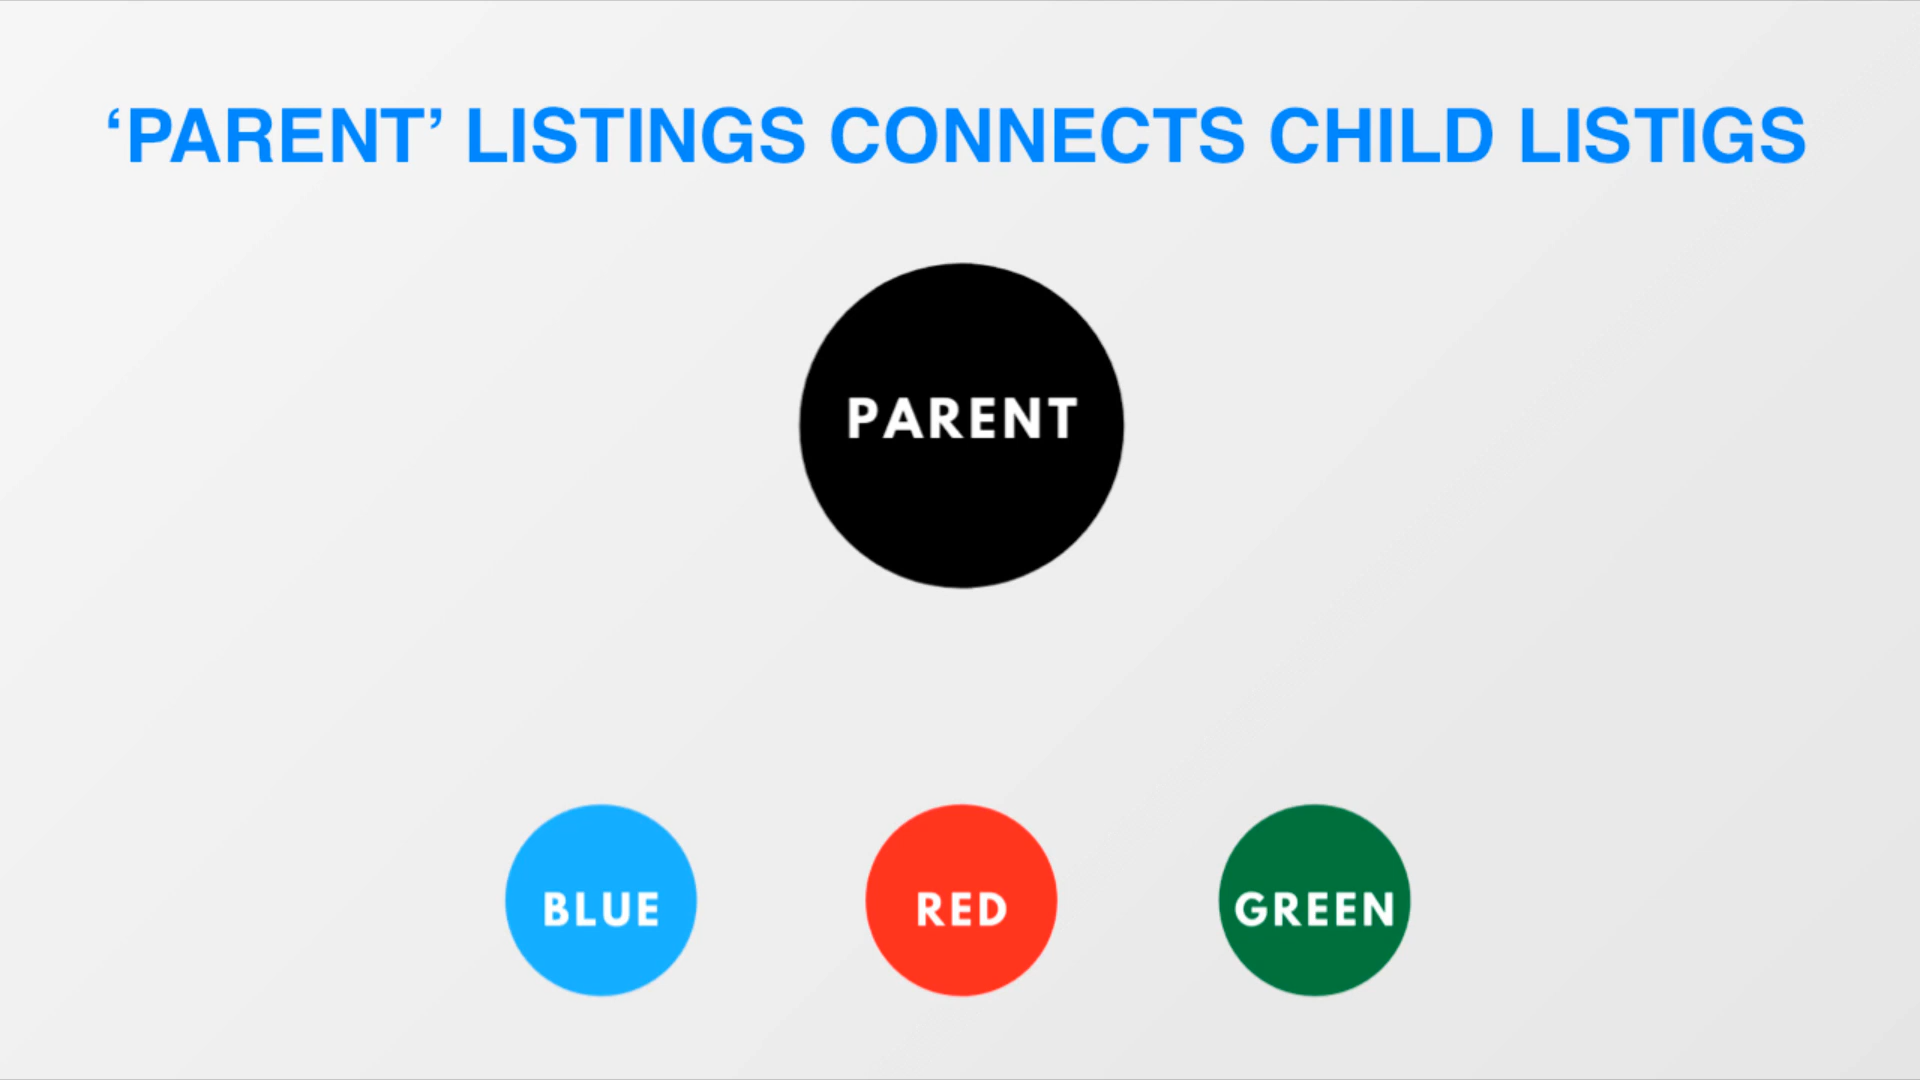 ‘PARENT’ LISTINGS CONNECTS CHILD LISTIGS
PARENT
BLUE
RED
GREEN